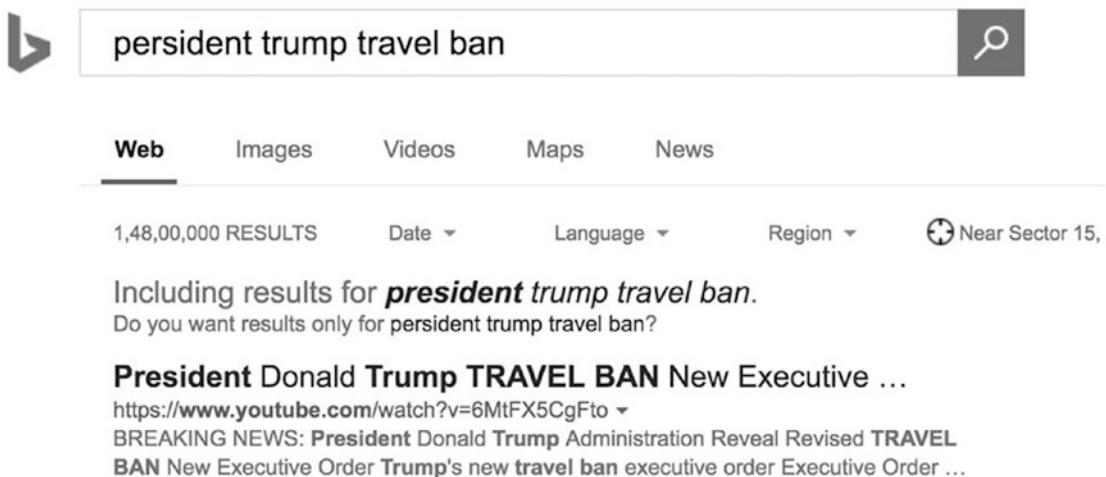 persident trump travel ban
Web Images Videos Maps News
1,48,00,000 RESULTS Date Language Region Near Sector 15,
Including results for president trump travel ban.
Do you want results only for persident trump travel ban?
President Donald Trump TRAVEL BAN New Executive ...
https://www.youtube.com/watch?v=6MtFX5CgFto
BREAKING NEWS: President Donald Trump Administration Reveal Revised TRAVEL
BAN New Executive Order Trump's new travel ban executive order Executive Order ...